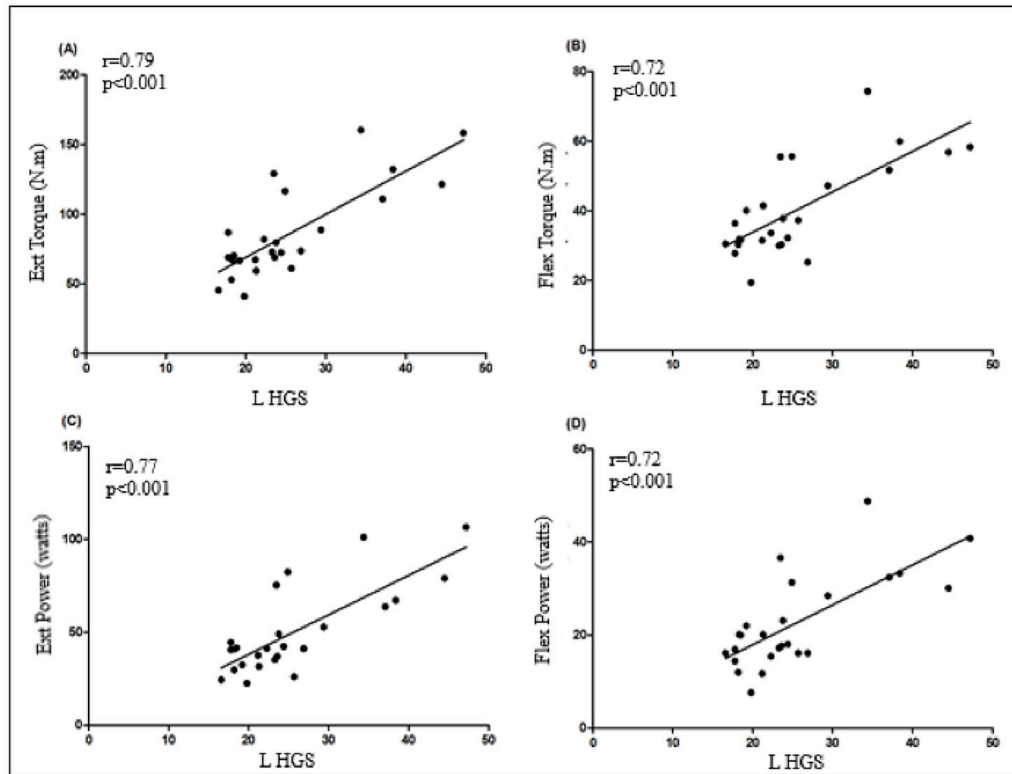 (A)
r=0.79
p<0.001
200
150
100
50
0
Ext Torque (N.m)
0 10 20 30 40 50
L HGS
(B)
r=0.72
p<0.001
80
60
40
20
0
Flex Torque (N.m)
0 10 20 30 40 50
L HGS
(C)
r=0.77
p<0.001
150
100
50
0
Ext Power (watts)
0 10 20 30 40 50
L HGS
(D)
r=0.72
p<0.001
60
40
20
0
Flex Power (watts)
0 10 20 30 40 50
L HGS